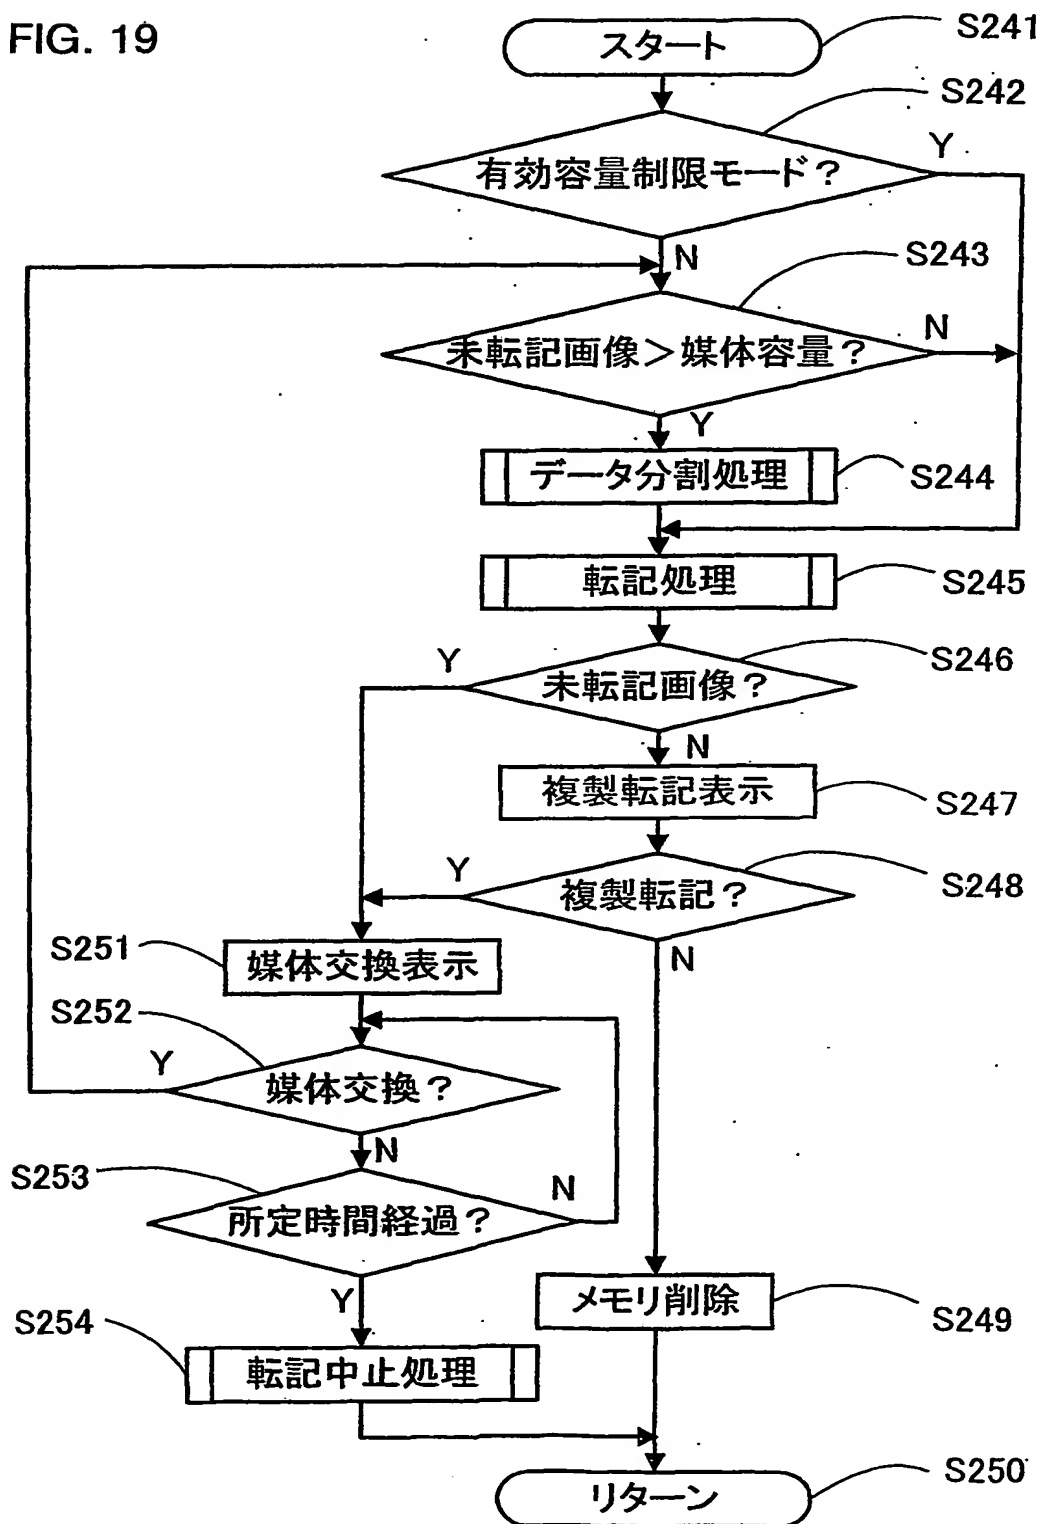 FIG. 19
スタート
S241
S242
有効容量制限モード?
Y
N
S243
未転記画像>媒体容量?
N
Y
データ分割処理
S244
転記処理
S245
S246
Y
未転記画像?
N
複製転記表示
S247
Y
複製転記?
S248
N
S251
媒体交換表示
S252
Y
媒体交換?
N
S253
所定時間経過?
N
Y
メモリ削除
S249
S254
転記中止処理
リターン
S250